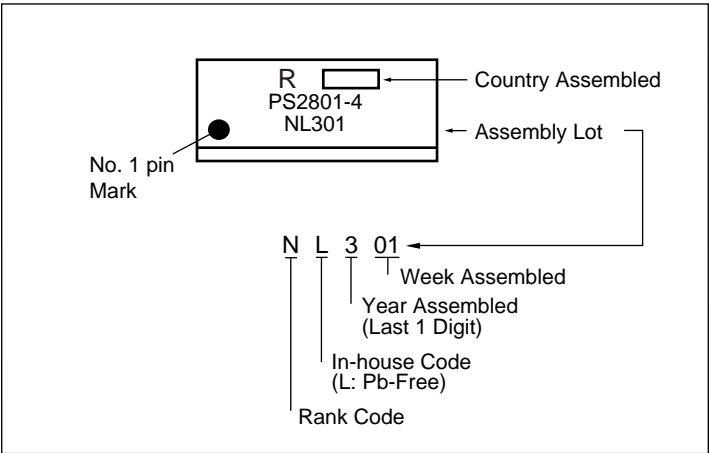 R
Country Assembled
PS2801-4
NL301
Assembly Lot
No. 1 pin
Mark
N L 3 01
Week Assembled
Year Assembled
(Last 1 Digit)
In-house Code
(L: Pb-Free)
Rank Code